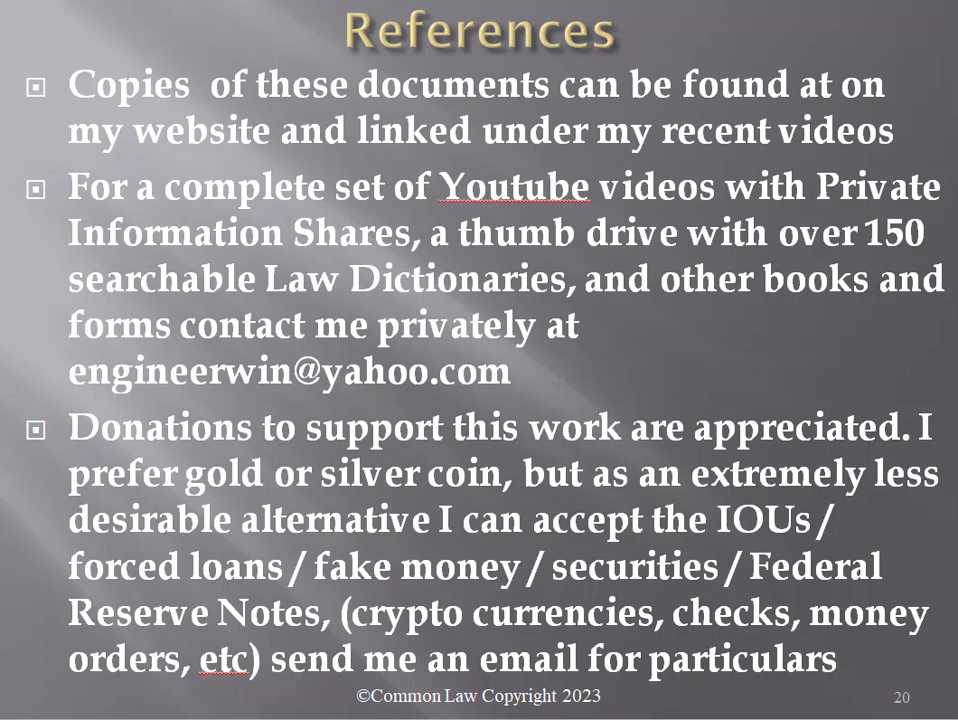 References
Copies of these documents can be found at on
my website and linked under my recent videos
For a complete set of Youtube videos with Private
Information Shares, a thumb drive with over 150
searchable Law Dictionaries, and other books and
forms contact me privately at
engineerwin@yahoo.com
Donations to support this work are appreciated. I
prefer gold or silver coin, but as an extremely less
desirable alternative I can accept the IOUs /
forced loans / fake money / securities / Federal
Reserve Notes, (crypto currencies, checks, money
orders, etc) send me an email for particulars
©Common Law Copyright 2023
20